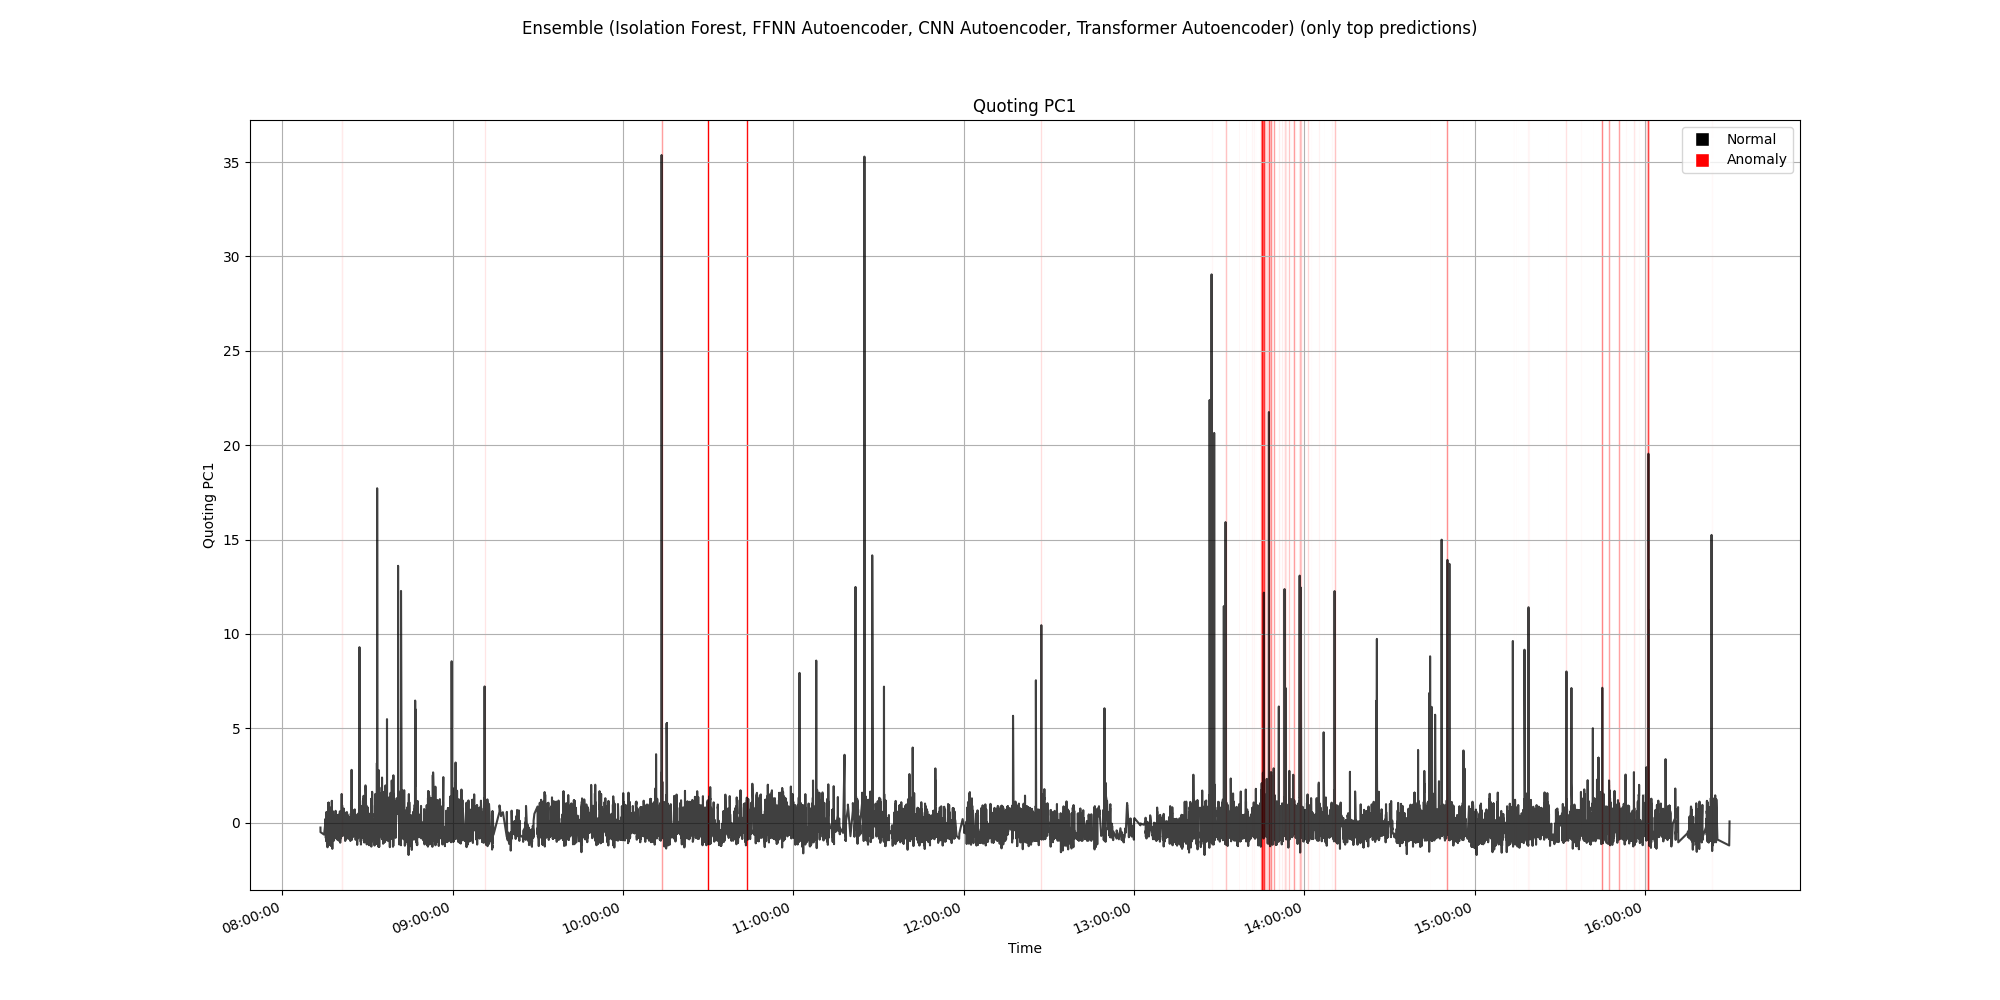 Ensemble (Isolation Forest, FFNN Autoencoder, CNN Autoencoder, Transformer Autoencoder) (only top predictions)
Quoting PC1
Normal
Anomaly
35
30
25
20
15
10
5
0
Quoting PC1
08:00:00
09:00:00
10:00:00
11:00:00
12:00:00
13:00:00
14:00:00
15:00:00
16:00:00
Time